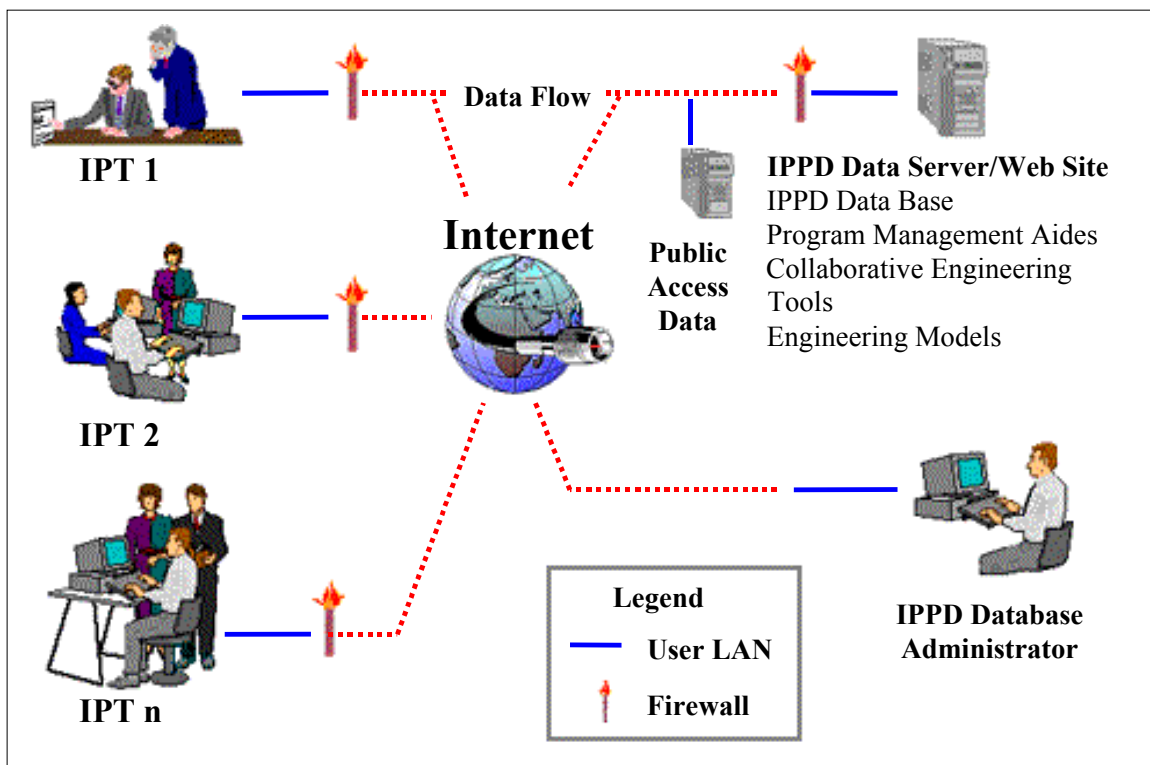 IPT 1
Data Flow
IPPD Data Server/Web Site
IPPD Data Base
Program Management Aides
Collaborative Engineering
Tools
Engineering Models
Public
Access
Data
Internet
IPT 2
IPT n
IPPD Database
Administrator
Legend
User LAN
Firewall